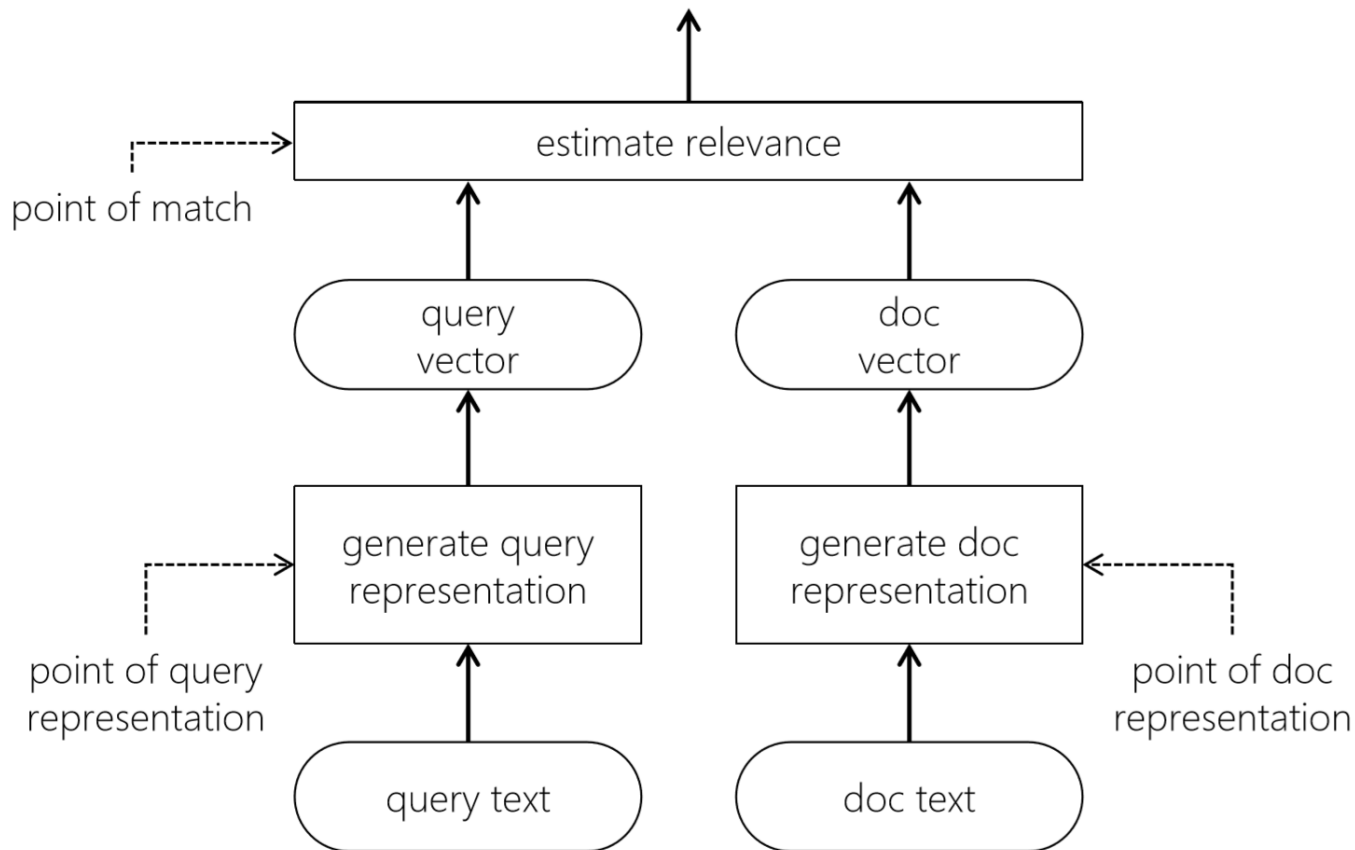 estimate relevance
point of match
query
vector
doc
vector
generate query
representation
generate doc
representation
point of query
representation
point of doc
representation
query text
doc text